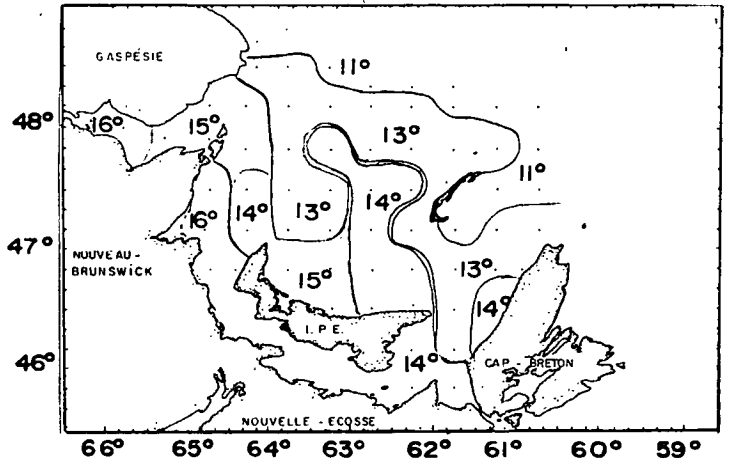 GASPÉSIE
11°
48°
16°
15°
13°
11°
14°
14°
16°
13°
47°
NOUVEAU-
BRUNSWICK
13°
15°
14°
I.P.E.
46°
14°
CAP BRETON
NOUVELLE-ECOSSE
66° 65° 64° 63° 62° 61° 60° 59°